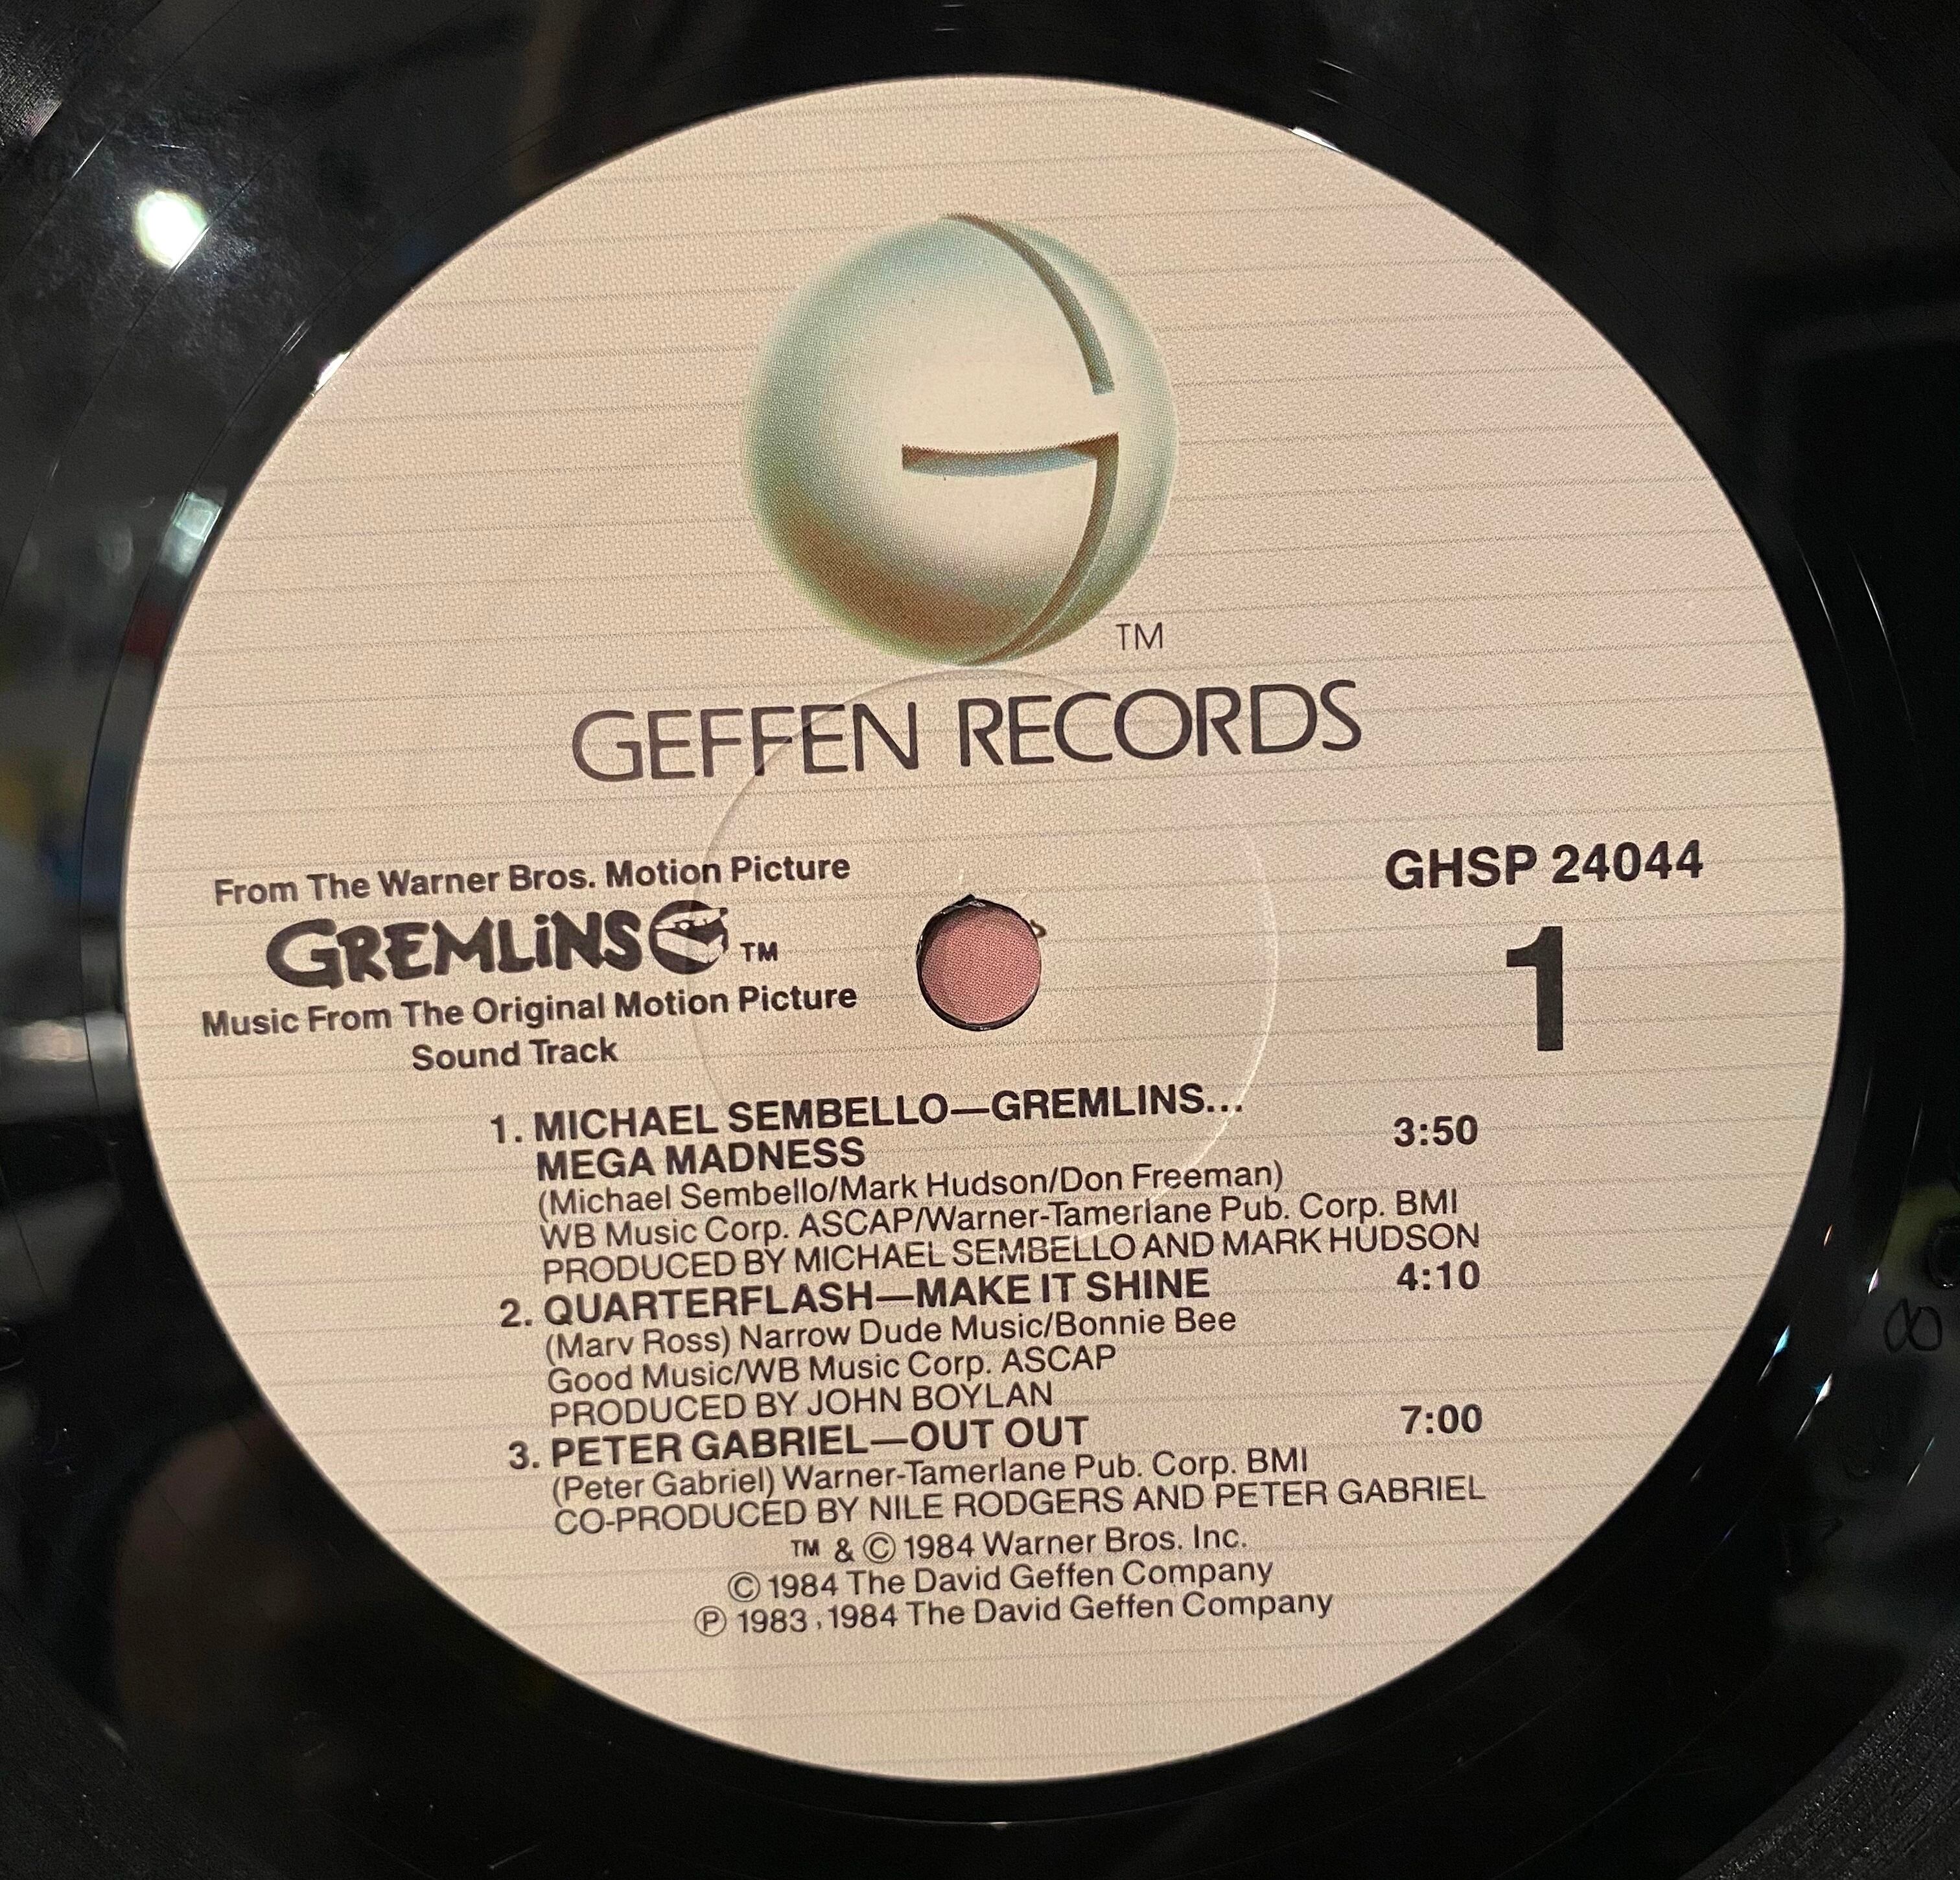 TM
GEFFEN RECORDS
From The Warner Bros. Motion Picture
GREMLiNS TM
Music From The Original Motion Picture
Sound Track
GHSP 24044
1
1. MICHAEL SEMBELLO—GREMLINS...
MEGA MADNESS 3:50
(Michael Sembello/Mark Hudson/Don Freeman)
WB Music Corp. ASCAP/Warner-Tamerlane Pub. Corp. BMI
PRODUCED BY MICHAEL SEMBELLO AND MARK HUDSON
2. QUARTERFLASH—MAKE IT SHINE 4:10
(Marv Ross) Narrow Dude Music/Bonnie Bee
Good Music/WB Music Corp. ASCAP
PRODUCED BY JOHN BOYLAN
3. PETER GABRIEL—OUT OUT 7:00
(Peter Gabriel) Warner-Tamerlane Pub. Corp. BMI
CO-PRODUCED BY NILE RODGERS AND PETER GABRIEL
TM & © 1984 Warner Bros. Inc.
© 1984 The David Geffen Company
℗ 1983, 1984 The David Geffen Company